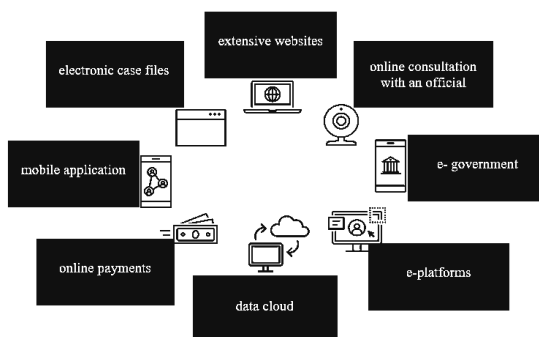 extensive websites
electronic case files
online consultation
with an official
mobile application
e- government
online payments
e-platforms
data cloud